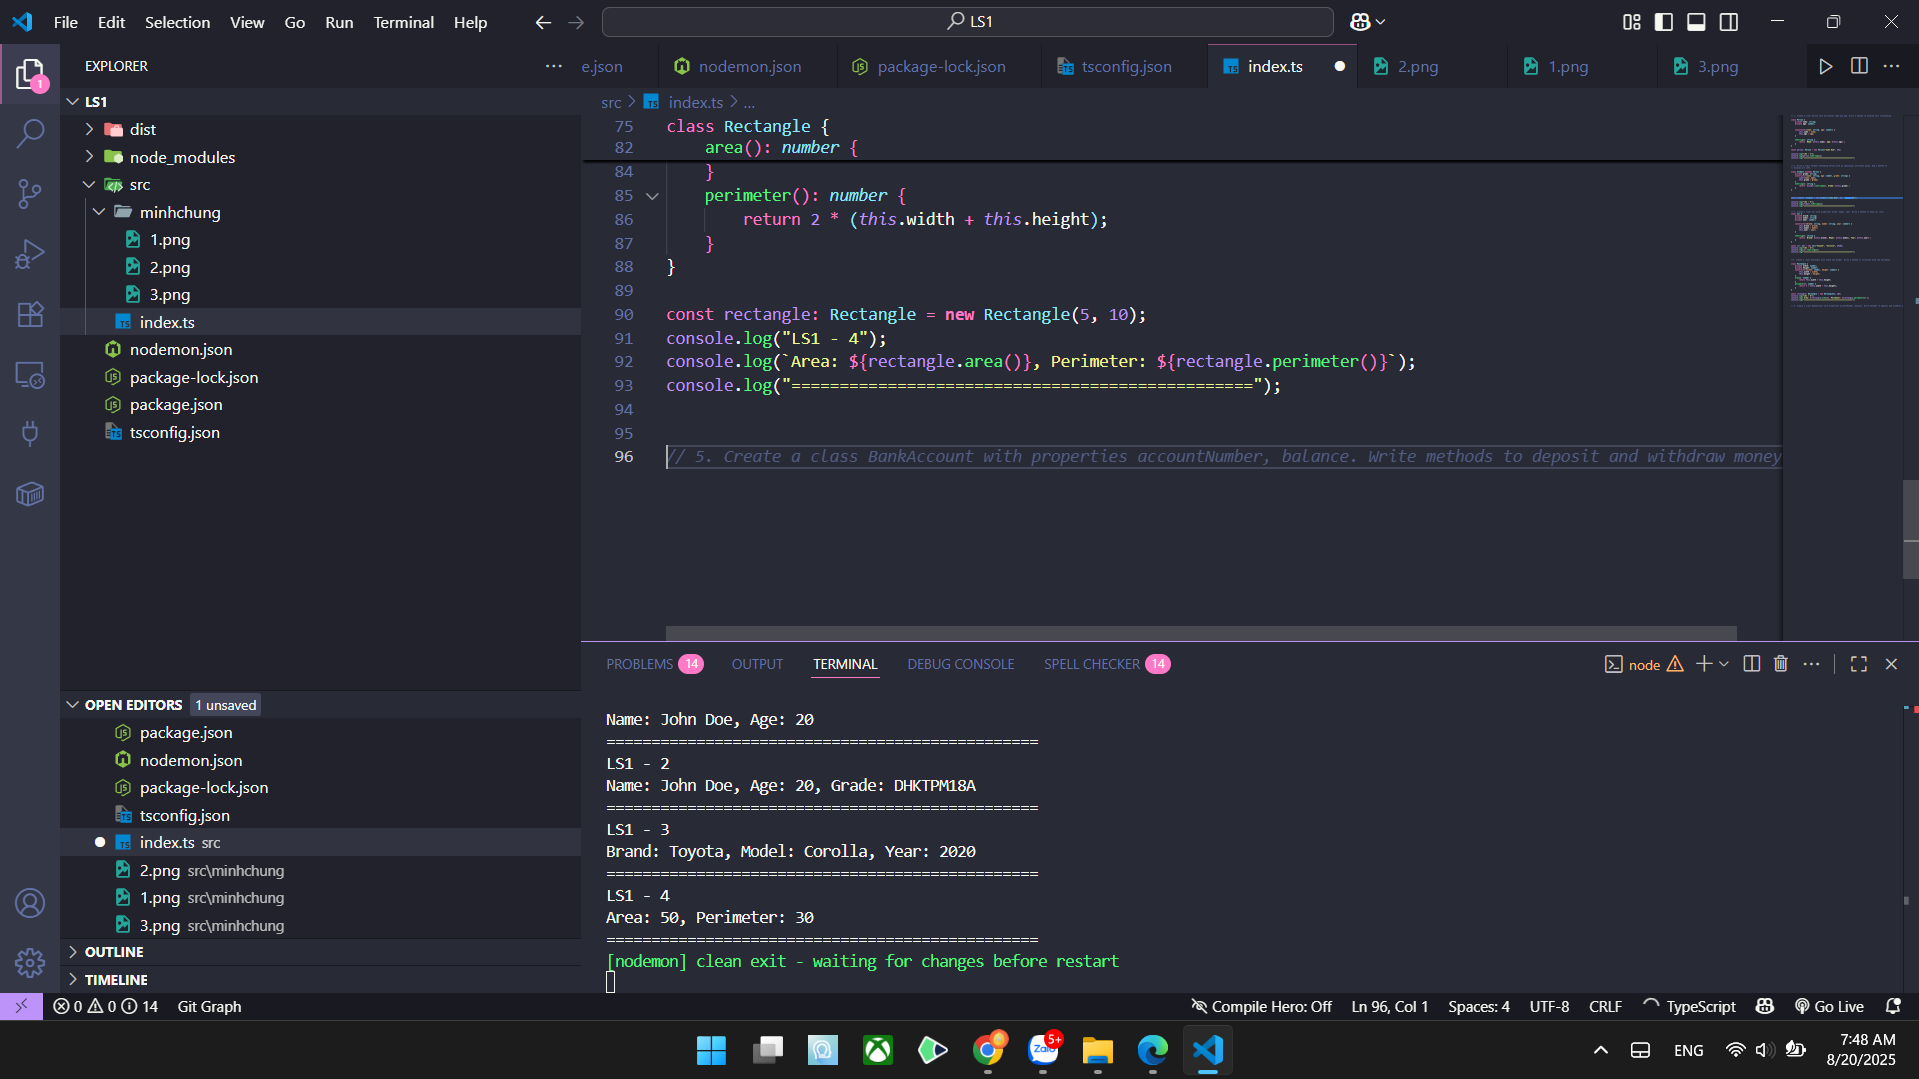 File Edit Selection View Go Run Terminal Help
LS1
EXPLORER
e.json
nodemon.json
package-lock.json
tsconfig.json
index.ts
2.png
1.png
3.png
LS1
dist
node_modules
src
minhchung
1.png
2.png
3.png
index.ts
nodemon.json
package-lock.json
package.json
tsconfig.json
OPEN EDITORS 1 unsaved
package.json
nodemon.json
package-lock.json
tsconfig.json
index.ts src
2.png src\minhchung
1.png src\minhchung
3.png src\minhchung
OUTLINE
TIMELINE
src > index.ts > ...
75 class Rectangle {
82 area(): number {
84 }
85 perimeter(): number {
86 return 2 * (this.width + this.height);
87 }
88 }
89
90 const rectangle: Rectangle = new Rectangle(5, 10);
91 console.log("LS1 - 4");
92 console.log(`Area: ${rectangle.area()}, Perimeter: ${rectangle.perimeter()}`);
93 console.log("================================================");
94
95
96 // 5. Create a class BankAccount with properties accountNumber, balance. Write methods to deposit and withdraw money
PROBLEMS 14 OUTPUT TERMINAL DEBUG CONSOLE SPELL CHECKER 14
node
Name: John Doe, Age: 20
================================================
LS1 - 2
Name: John Doe, Age: 20, Grade: DHKTPM18A
================================================
LS1 - 3
Brand: Toyota, Model: Corolla, Year: 2020
================================================
LS1 - 4
Area: 50, Perimeter: 30
================================================
[nodemon] clean exit - waiting for changes before restart
0 0 14 Git Graph
Compile Hero: Off Ln 96, Col 1 Spaces: 4 UTF-8 CRLF TypeScript Go Live
Zalo 5+
ENG
7:48 AM
8/20/2025